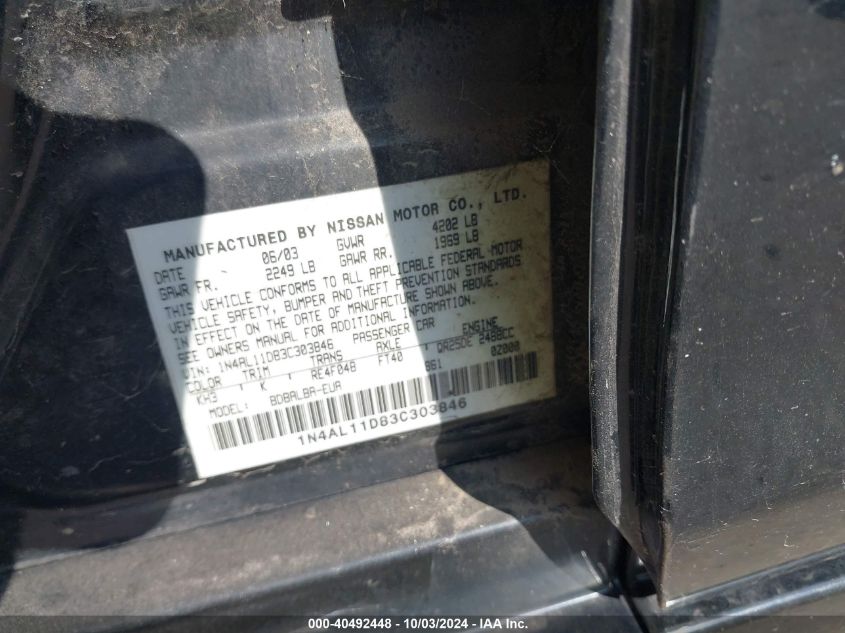 MANUFACTURED BY NISSAN MOTOR CO., LTD.
DATE 06/03 GVWR 4202 LB
GAWR FR. 2249 LB GAWR RR. 1969 LB
THIS VEHICLE CONFORMS TO ALL APPLICABLE FEDERAL MOTOR
VEHICLE SAFETY, BUMPER AND THEFT PREVENTION STANDARDS
IN EFFECT ON THE DATE OF MANUFACTURE SHOWN ABOVE.
SEE OWNERS MANUAL FOR ADDITIONAL INFORMATION.
VIN: 1N4AL11D83C303846 PASSENGER CAR
COLOR TRIM TRANS AXLE ENGINE
KH3 K RE4F04B FT40 QR25DE 2488CC
861 02000
MODEL: BDBALBA-EUA
1N4AL11D83C303846
000-40492448 - 10/03/2024 - IAA Inc.